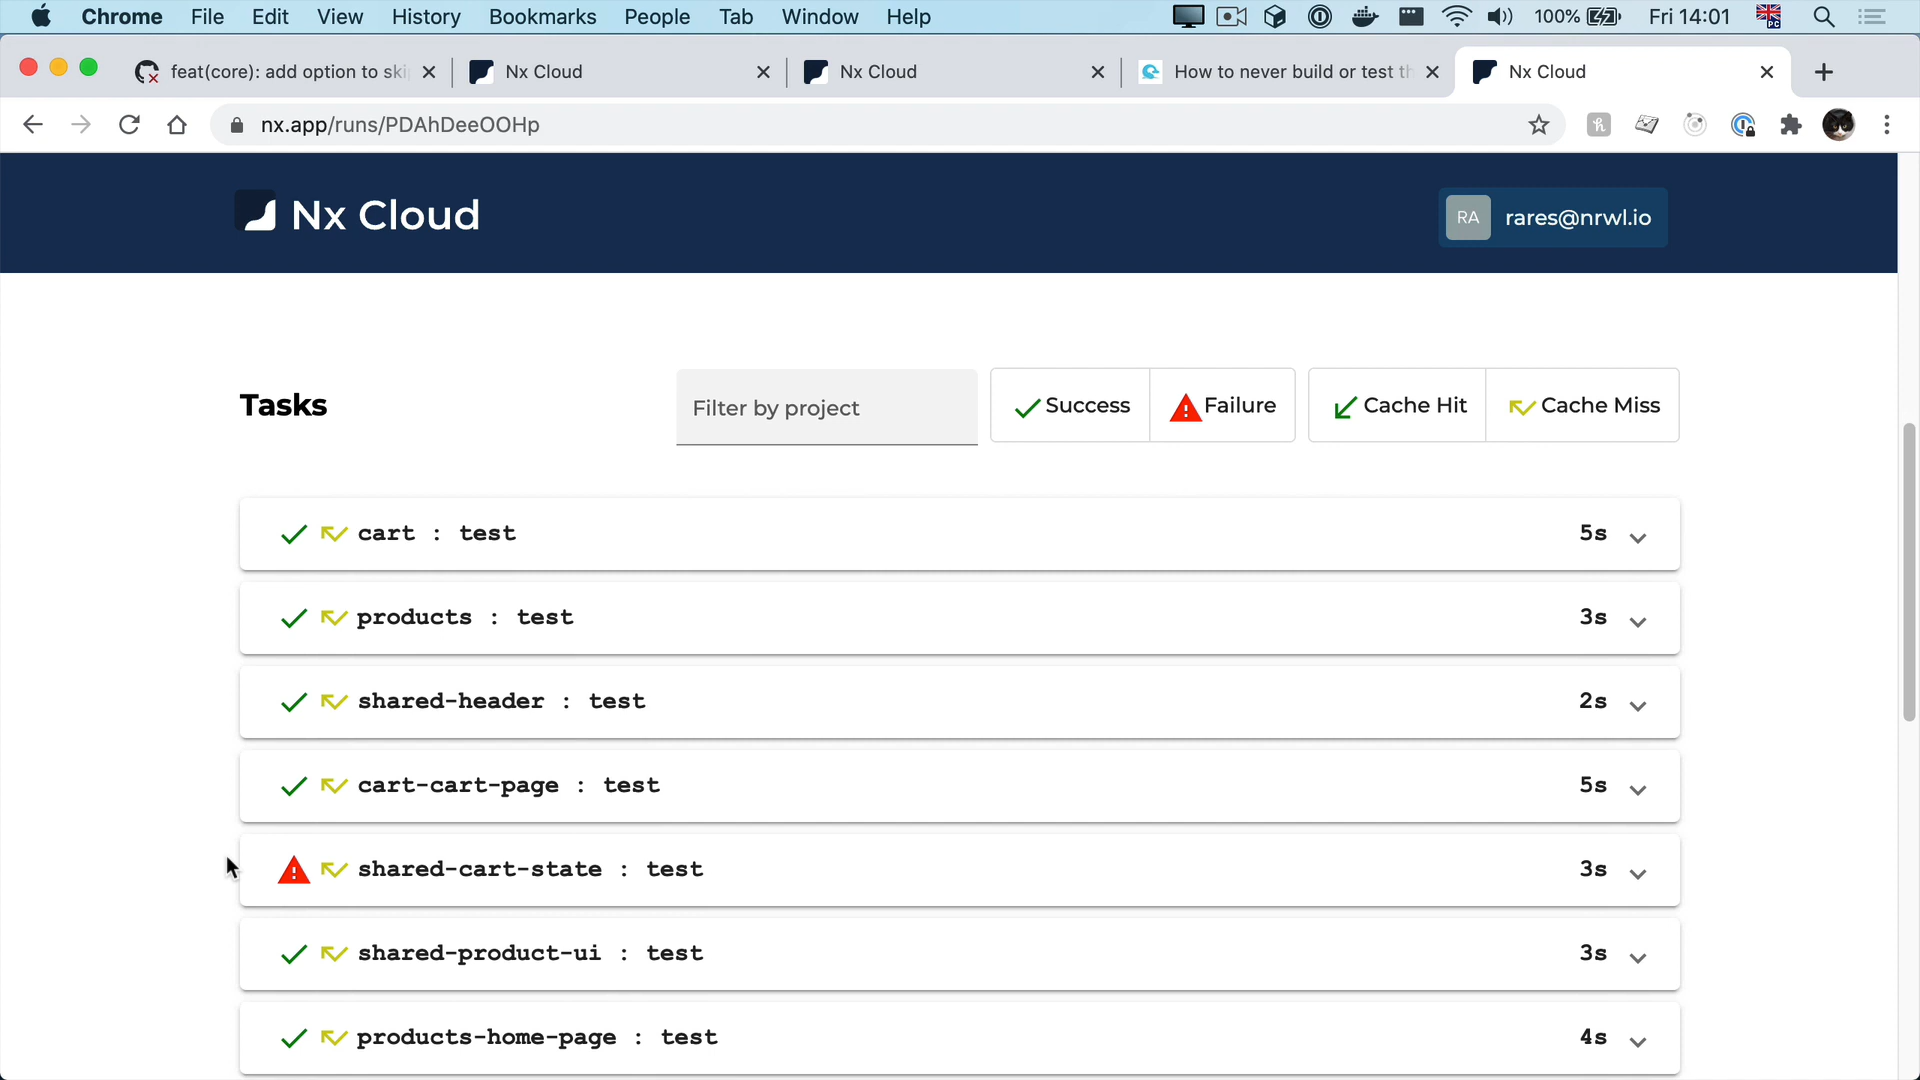 Chrome File Edit View History Bookmarks People Tab Window Help 100% Fri 14:01
feat(core): add option to ski Nx Cloud Nx Cloud How to never build or test th Nx Cloud
nx.app/runs/PDAhDeeOOHp
Nx Cloud RA rares@nrwl.io
Tasks Filter by project Success Failure Cache Hit Cache Miss
cart : test 5s
products : test 3s
shared-header : test 2s
cart-cart-page : test 5s
shared-cart-state : test 3s
shared-product-ui : test 3s
products-home-page : test 4s